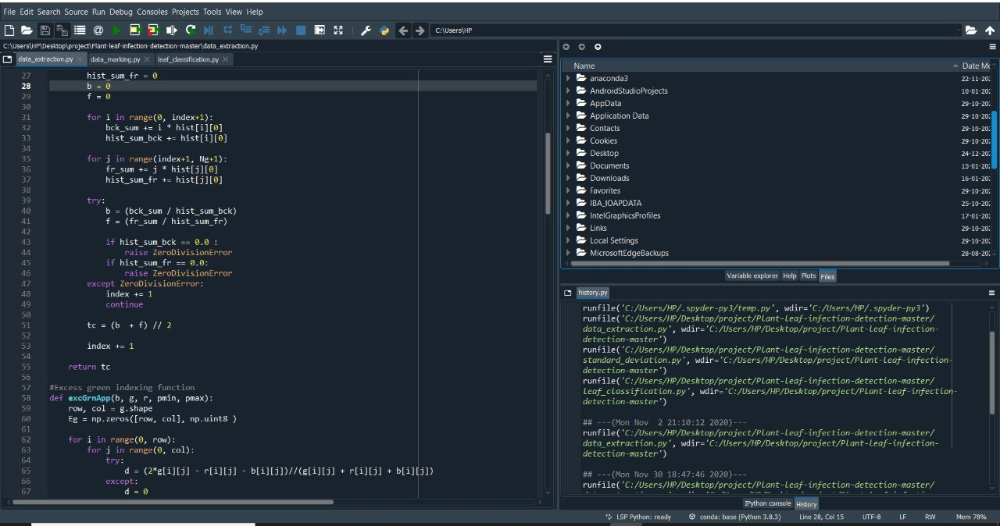 File Edit Search Source Run Debug Consoles Projects Tools View Help
C:\Users\HP
C:\Users\HP\Desktop\project\Plant-leaf-infection-detection-master\data_extraction.py
data_extraction.py data_marking.py leaf_classification.py
27 hist_sum_fr = 0
28 b = 0
29 f = 0
30
31 for i in range(0, index+1):
32 bck_sum += i * hist[i][0]
33 hist_sum_bck += hist[i][0]
34
35 for j in range(index+1, Ng+1):
36 fr_sum += j * hist[j][0]
37 hist_sum_fr += hist[j][0]
38
39 try:
40 b = (bck_sum / hist_sum_bck)
41 f = (fr_sum / hist_sum_fr)
42
43 if hist_sum_bck == 0.0 :
44 raise ZeroDivisionError
45 if hist_sum_fr == 0.0:
46 raise ZeroDivisionError
47 except ZeroDivisionError:
48 index += 1
49 continue
50
51 tc = (b + f) // 2
52
53 index += 1
54
55 return tc
56
57 #Excess green indexing function
58 def excGrnApp(b, g, r, pmin, pmax):
59 row, col = g.shape
60 Eg = np.zeros([row, col], np.uint8 )
61
62 for i in range(0, row):
63 for j in range(0, col):
64 try:
65 d = (2*g[i][j] - r[i][j] - b[i][j])//(g[i][j] + r[i][j] + b[i][j])
66 except:
67 d = 0
Name Date Mo
anaconda3 22-11-202
AndroidStudioProjects 10-01-202
AppData 29-10-202
Application Data 29-10-202
Contacts 29-10-202
Cookies 29-10-202
Desktop 24-12-202
Documents 15-01-202
Downloads 16-01-202
Favorites 29-10-202
IBA_IOAPDATA 25-10-202
IntelGraphicsProfiles 17-01-202
Links 29-10-202
Local Settings 29-10-202
MicrosoftEdgeBackups 28-08-202
Variable explorer Help Plots Files
history.py
runfile('C:/Users/HP/.spyder-py3/temp.py', wdir='C:/Users/HP/.spyder-py3')
runfile('C:/Users/HP/Desktop/project/Plant-leaf-infection-detection-master/
data_extraction.py', wdir='C:/Users/HP/Desktop/project/Plant-leaf-infection-
detection-master')
runfile('C:/Users/HP/Desktop/project/Plant-leaf-infection-detection-master/
standard_deviation.py', wdir='C:/Users/HP/Desktop/project/Plant-leaf-infection-
detection-master')
runfile('C:/Users/HP/Desktop/project/Plant-leaf-infection-detection-master/
leaf_classification.py', wdir='C:/Users/HP/Desktop/project/Plant-leaf-infection-
detection-master')
## ---(Mon Nov 2 21:10:12 2020)---
runfile('C:/Users/HP/Desktop/project/Plant-leaf-infection-detection-master/
data_extraction.py', wdir='C:/Users/HP/Desktop/project/Plant-leaf-infection-
detection-master')
## ---(Mon Nov 30 18:47:46 2020)---
runfile('C:/Users/HP/Desktop/project/Plant-leaf-infection-detection-master/
IPython console History
LSP Python: ready conda: base (Python 3.8.3) Line 28, Col 15 UTF-8 LF RW Mem 78%